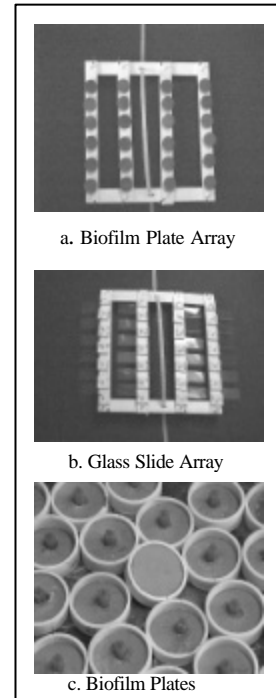 a. Biofilm Plate Array
b. Glass Slide Array
c. Biofilm Plates